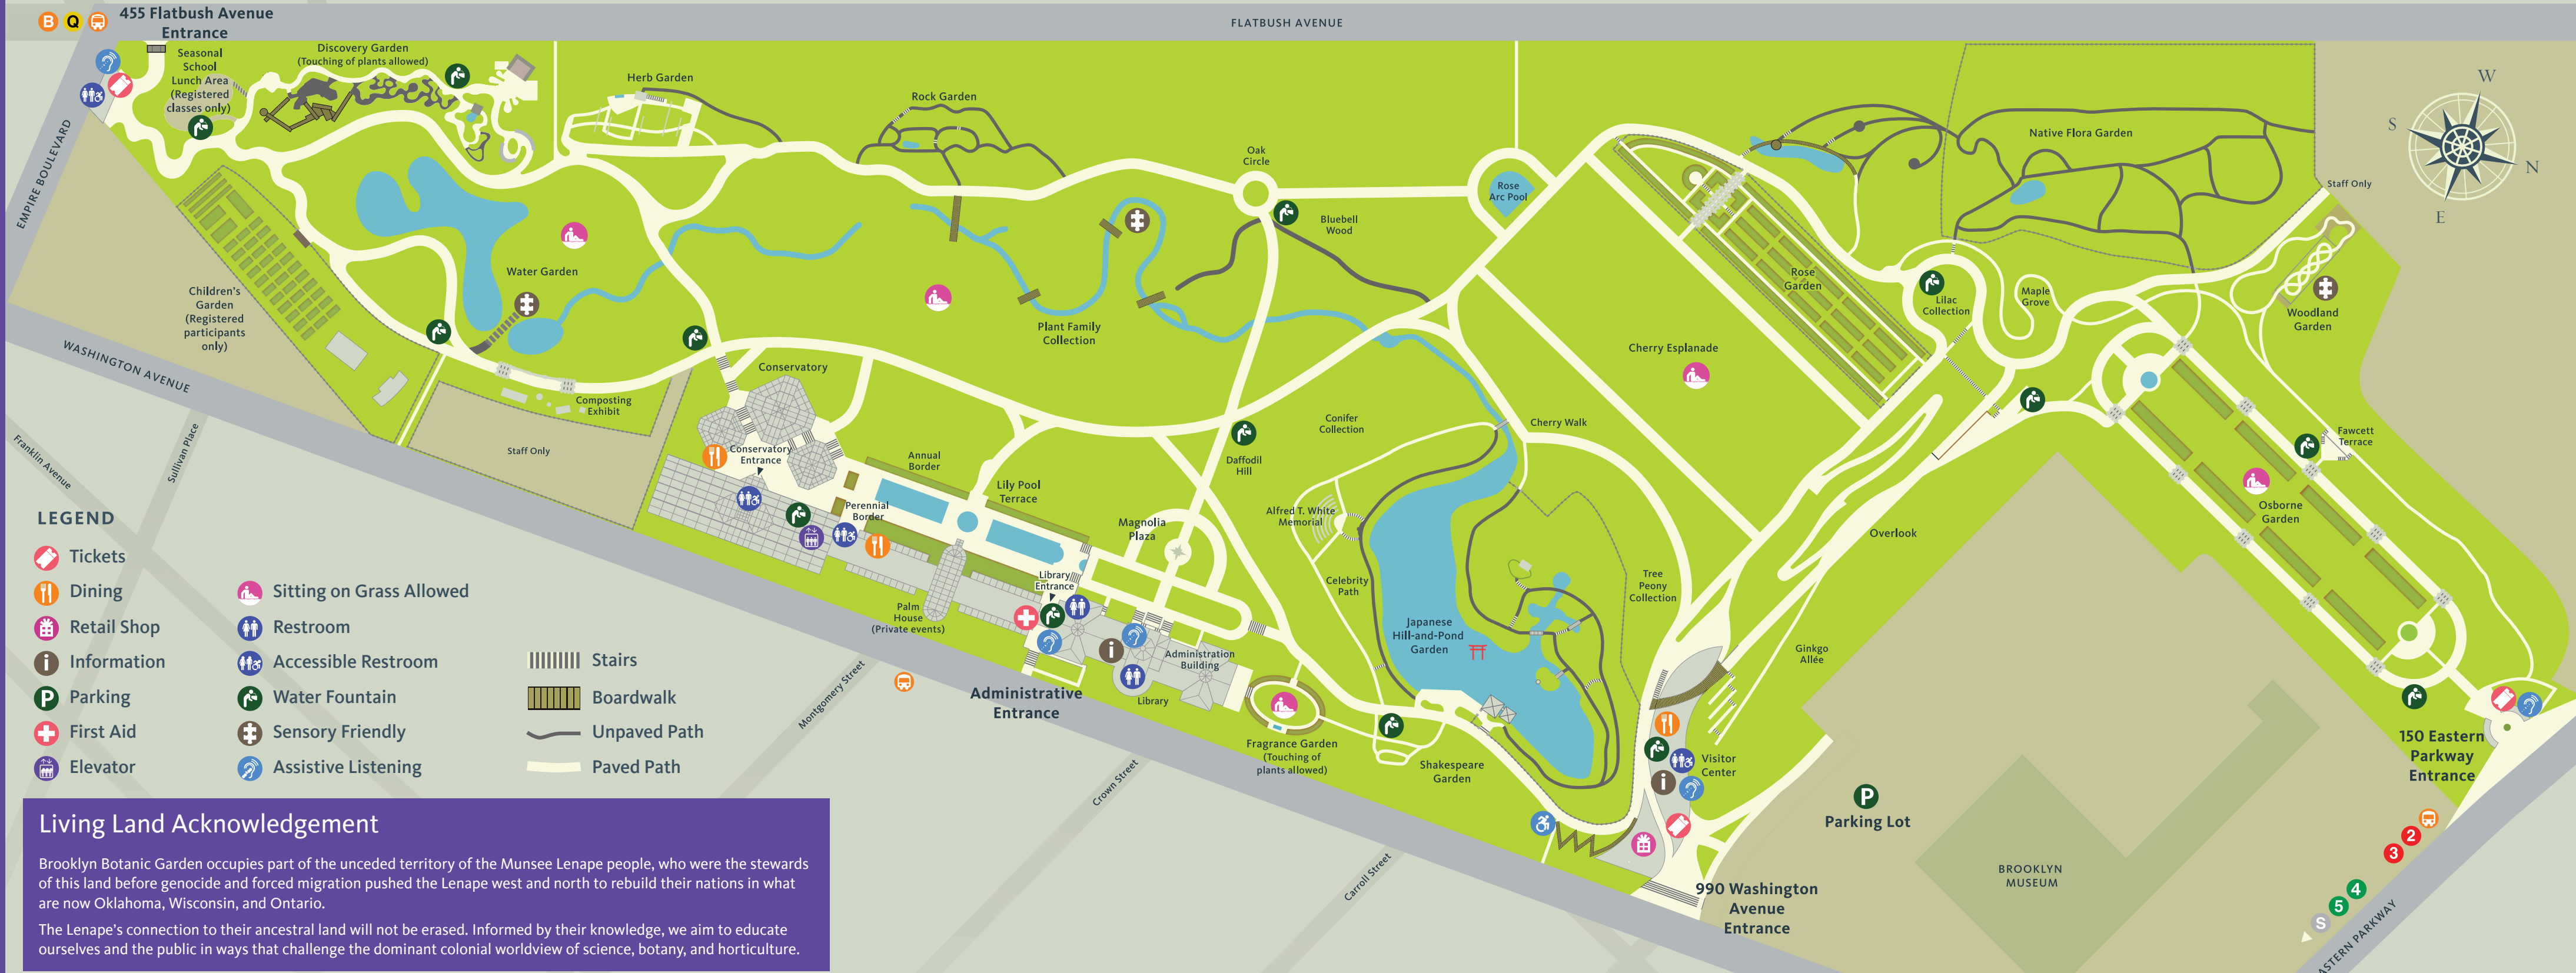 B Q
455 Flatbush Avenue
Entrance
FLATBUSH AVENUE
Seasonal
School
Lunch Area
(Registered
classes only)
Discovery Garden
(Touching of plants allowed)
Herb Garden
Rock Garden
Oak
Circle
Rose
Arc Pool
Bluebell
Wood
Native Flora Garden
Staff Only
W
S
N
E
EMPIRE BOULEVARD
WASHINGTON AVENUE
Children's
Garden
(Registered
participants
only)
Water Garden
Plant Family
Collection
Rose
Garden
Lilac
Collection
Maple
Grove
Woodland
Garden
Cherry Esplanade
Conservatory
Composting
Exhibit
Staff Only
Conservatory
Entrance
Annual
Border
Perennial
Border
Lily Pool
Terrace
Conifer
Collection
Cherry Walk
Daffodil
Hill
Magnolia
Plaza
Alfred T. White
Memorial
Celebrity
Path
Japanese
Hill-and-Pond
Garden
Tree
Peony
Collection
Overlook
Ginkgo
Allée
Fawcett
Terrace
Osborne
Garden
Palm
House
(Private events)
Library
Entrance
i
Administration
Building
Library
Administrative
Entrance
Fragrance Garden
(Touching of
plants allowed)
Shakespeare
Garden
i
Visitor
Center
P
Parking Lot
BROOKLYN
MUSEUM
990 Washington
Avenue
Entrance
150 Eastern
Parkway
Entrance
2
3
4
5
S
ASTERN PARKWAY
Franklin Avenue
Sullivan Place
Montgomery Street
Crown Street
Carroll Street
LEGEND
Tickets
Dining
Retail Shop
i Information
P Parking
First Aid
Elevator
Sitting on Grass Allowed
Restroom
Accessible Restroom
Water Fountain
Sensory Friendly
Assistive Listening
Stairs
Boardwalk
Unpaved Path
Paved Path
Living Land Acknowledgement
Brooklyn Botanic Garden occupies part of the unceded territory of the Munsee Lenape people, who were the stewards
of this land before genocide and forced migration pushed the Lenape west and north to rebuild their nations in what
are now Oklahoma, Wisconsin, and Ontario.
The Lenape's connection to their ancestral land will not be erased. Informed by their knowledge, we aim to educate
ourselves and the public in ways that challenge the dominant colonial worldview of science, botany, and horticulture.